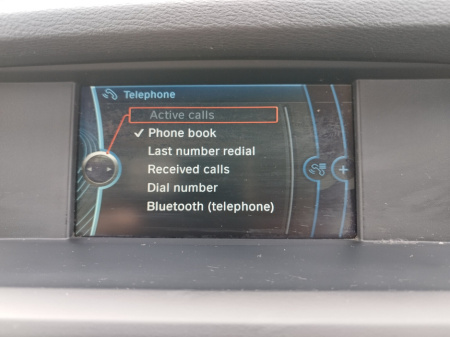 Telephone
Active calls
✓ Phone book
Last number redial
Received calls
Dial number
Bluetooth (telephone)